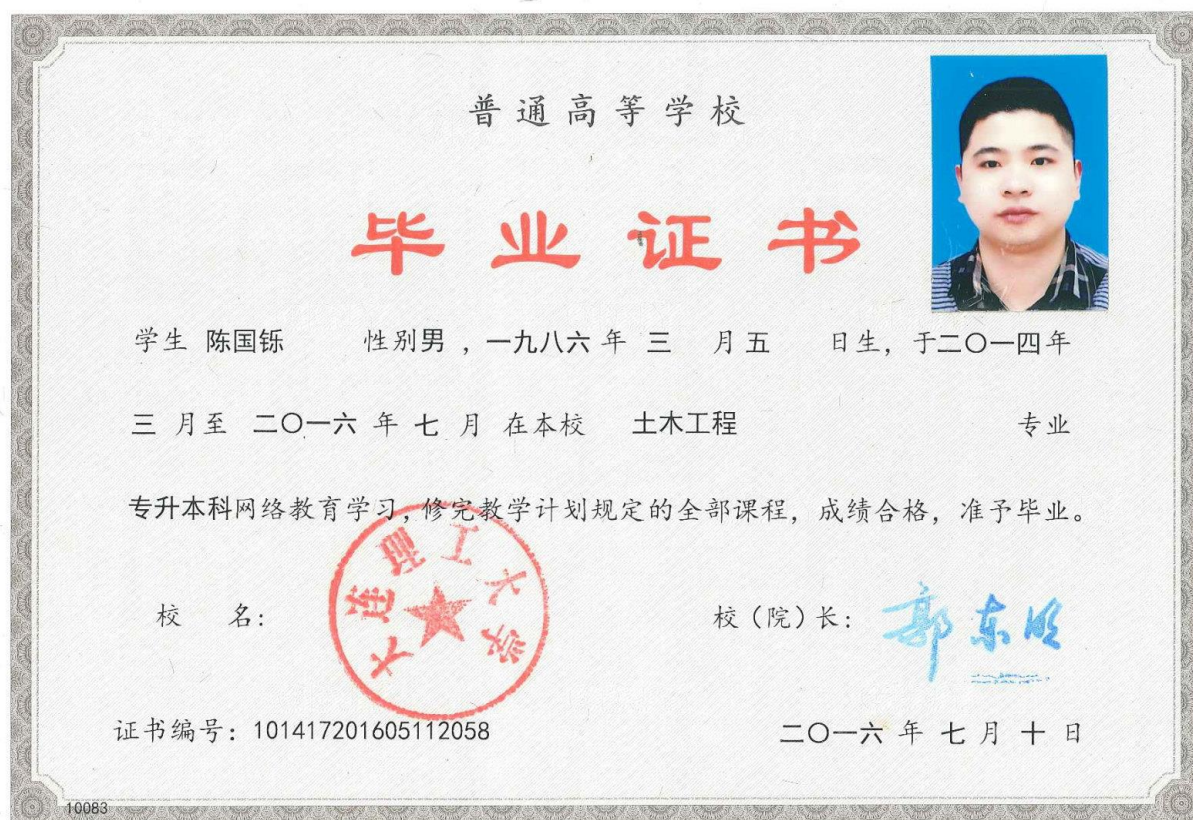 普通高等学校
毕业证书
学生 陈国铄 性别男 ，一九八六 年 三 月 五 日生，于二〇一四年
三 月至 二〇一六 年 七 月 在本校 土木工程 专业
专升本科网络教育学习，修完教学计划规定的全部课程，成绩合格，准予毕业。
校 名：
大连理工大学
校（院）长：郭东明
证书编号：101417201605112058
二〇一六 年 七 月 十 日
10083